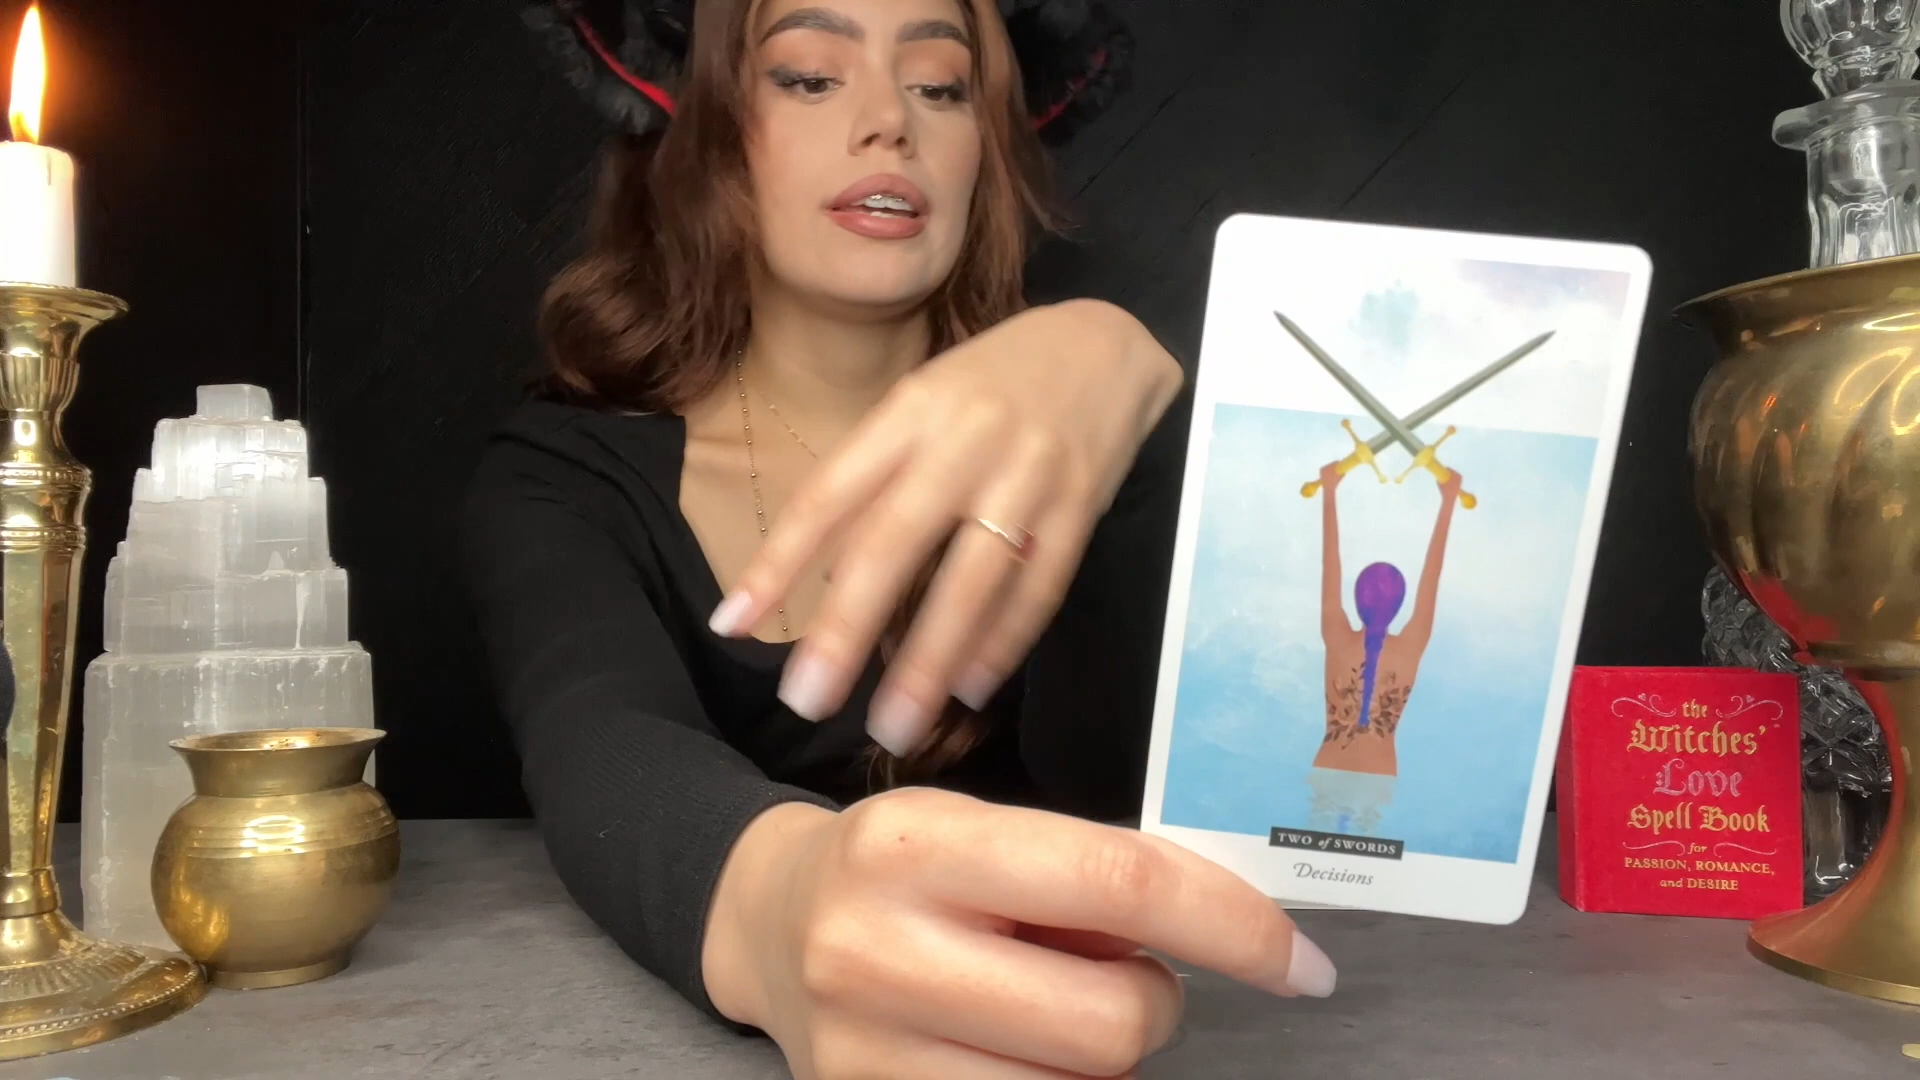 TWO of SWORDS
Decisions
the
Witches'
Love
Spell Book
for
PASSION, ROMANCE,
and DESIRE